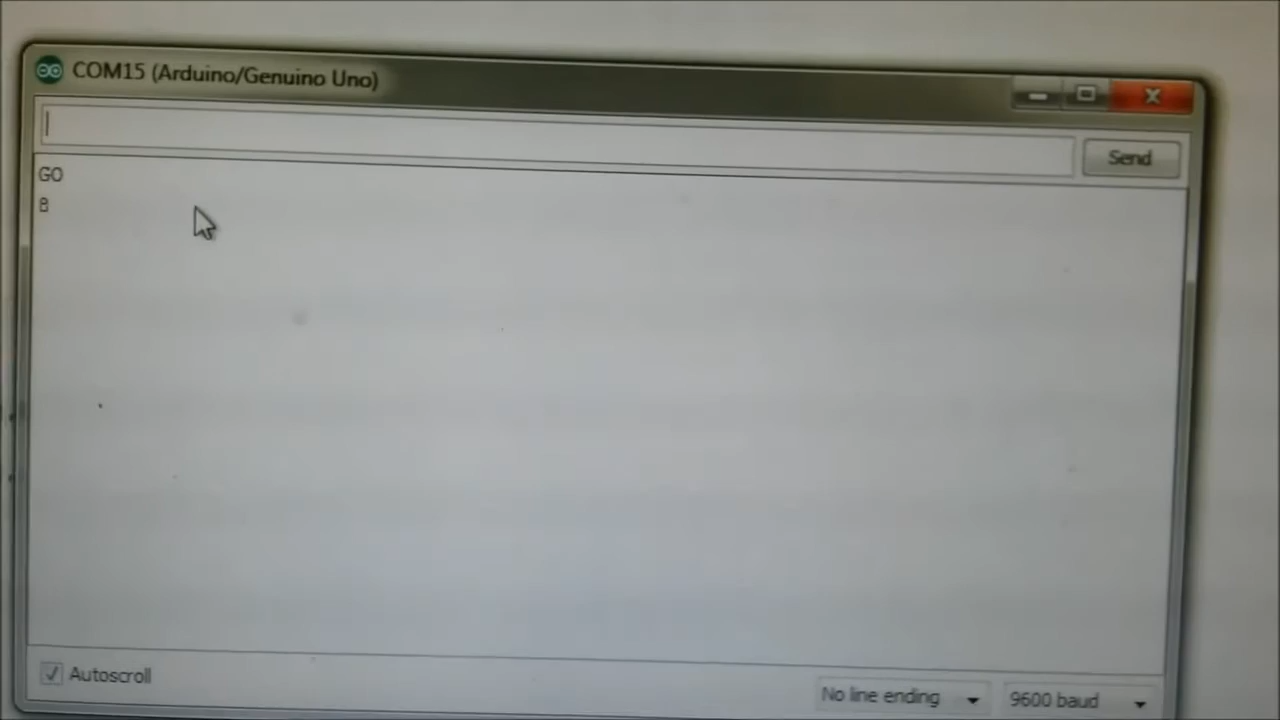 COM15 (Arduino/Genuino Uno)
Send
GO
8
Autoscroll
No line ending
9600 baud